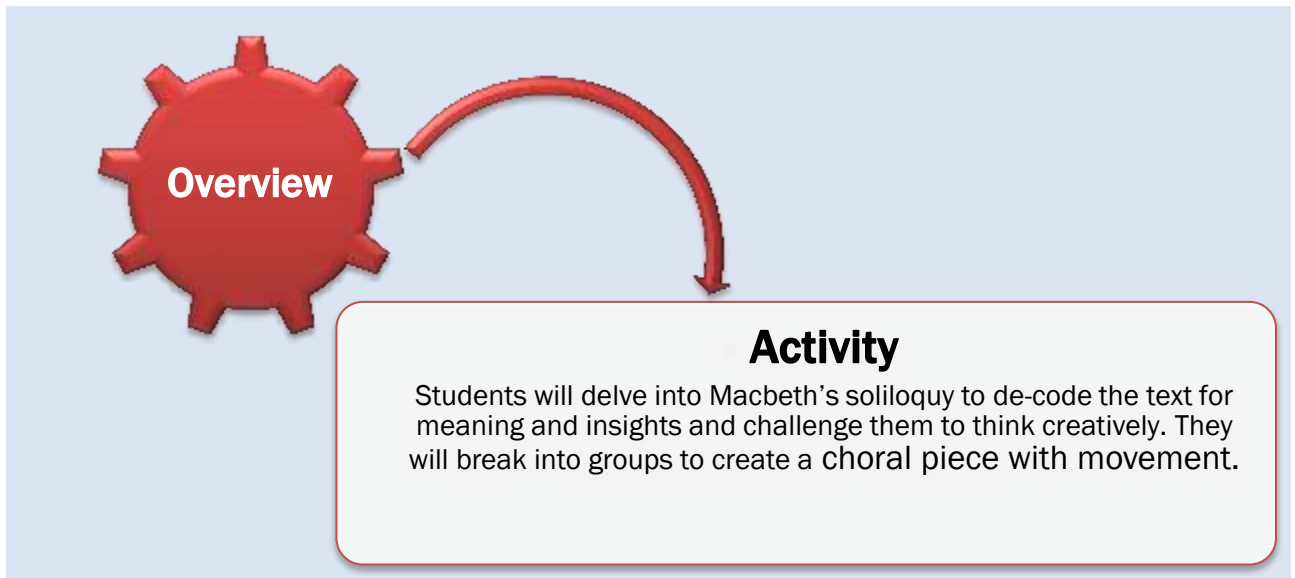 Overview
Activity
Students will delve into Macbeth’s soliloquy to de-code the text for
meaning and insights and challenge them to think creatively. They
will break into groups to create a choral piece with movement.